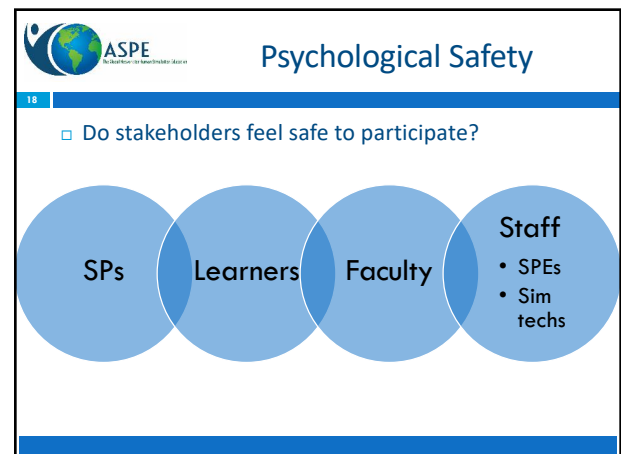 ASPE
Psychological Safety
18
Do stakeholders feel safe to participate?
SPs
Learners
Faculty
Staff
• SPEs
• Sim
techs